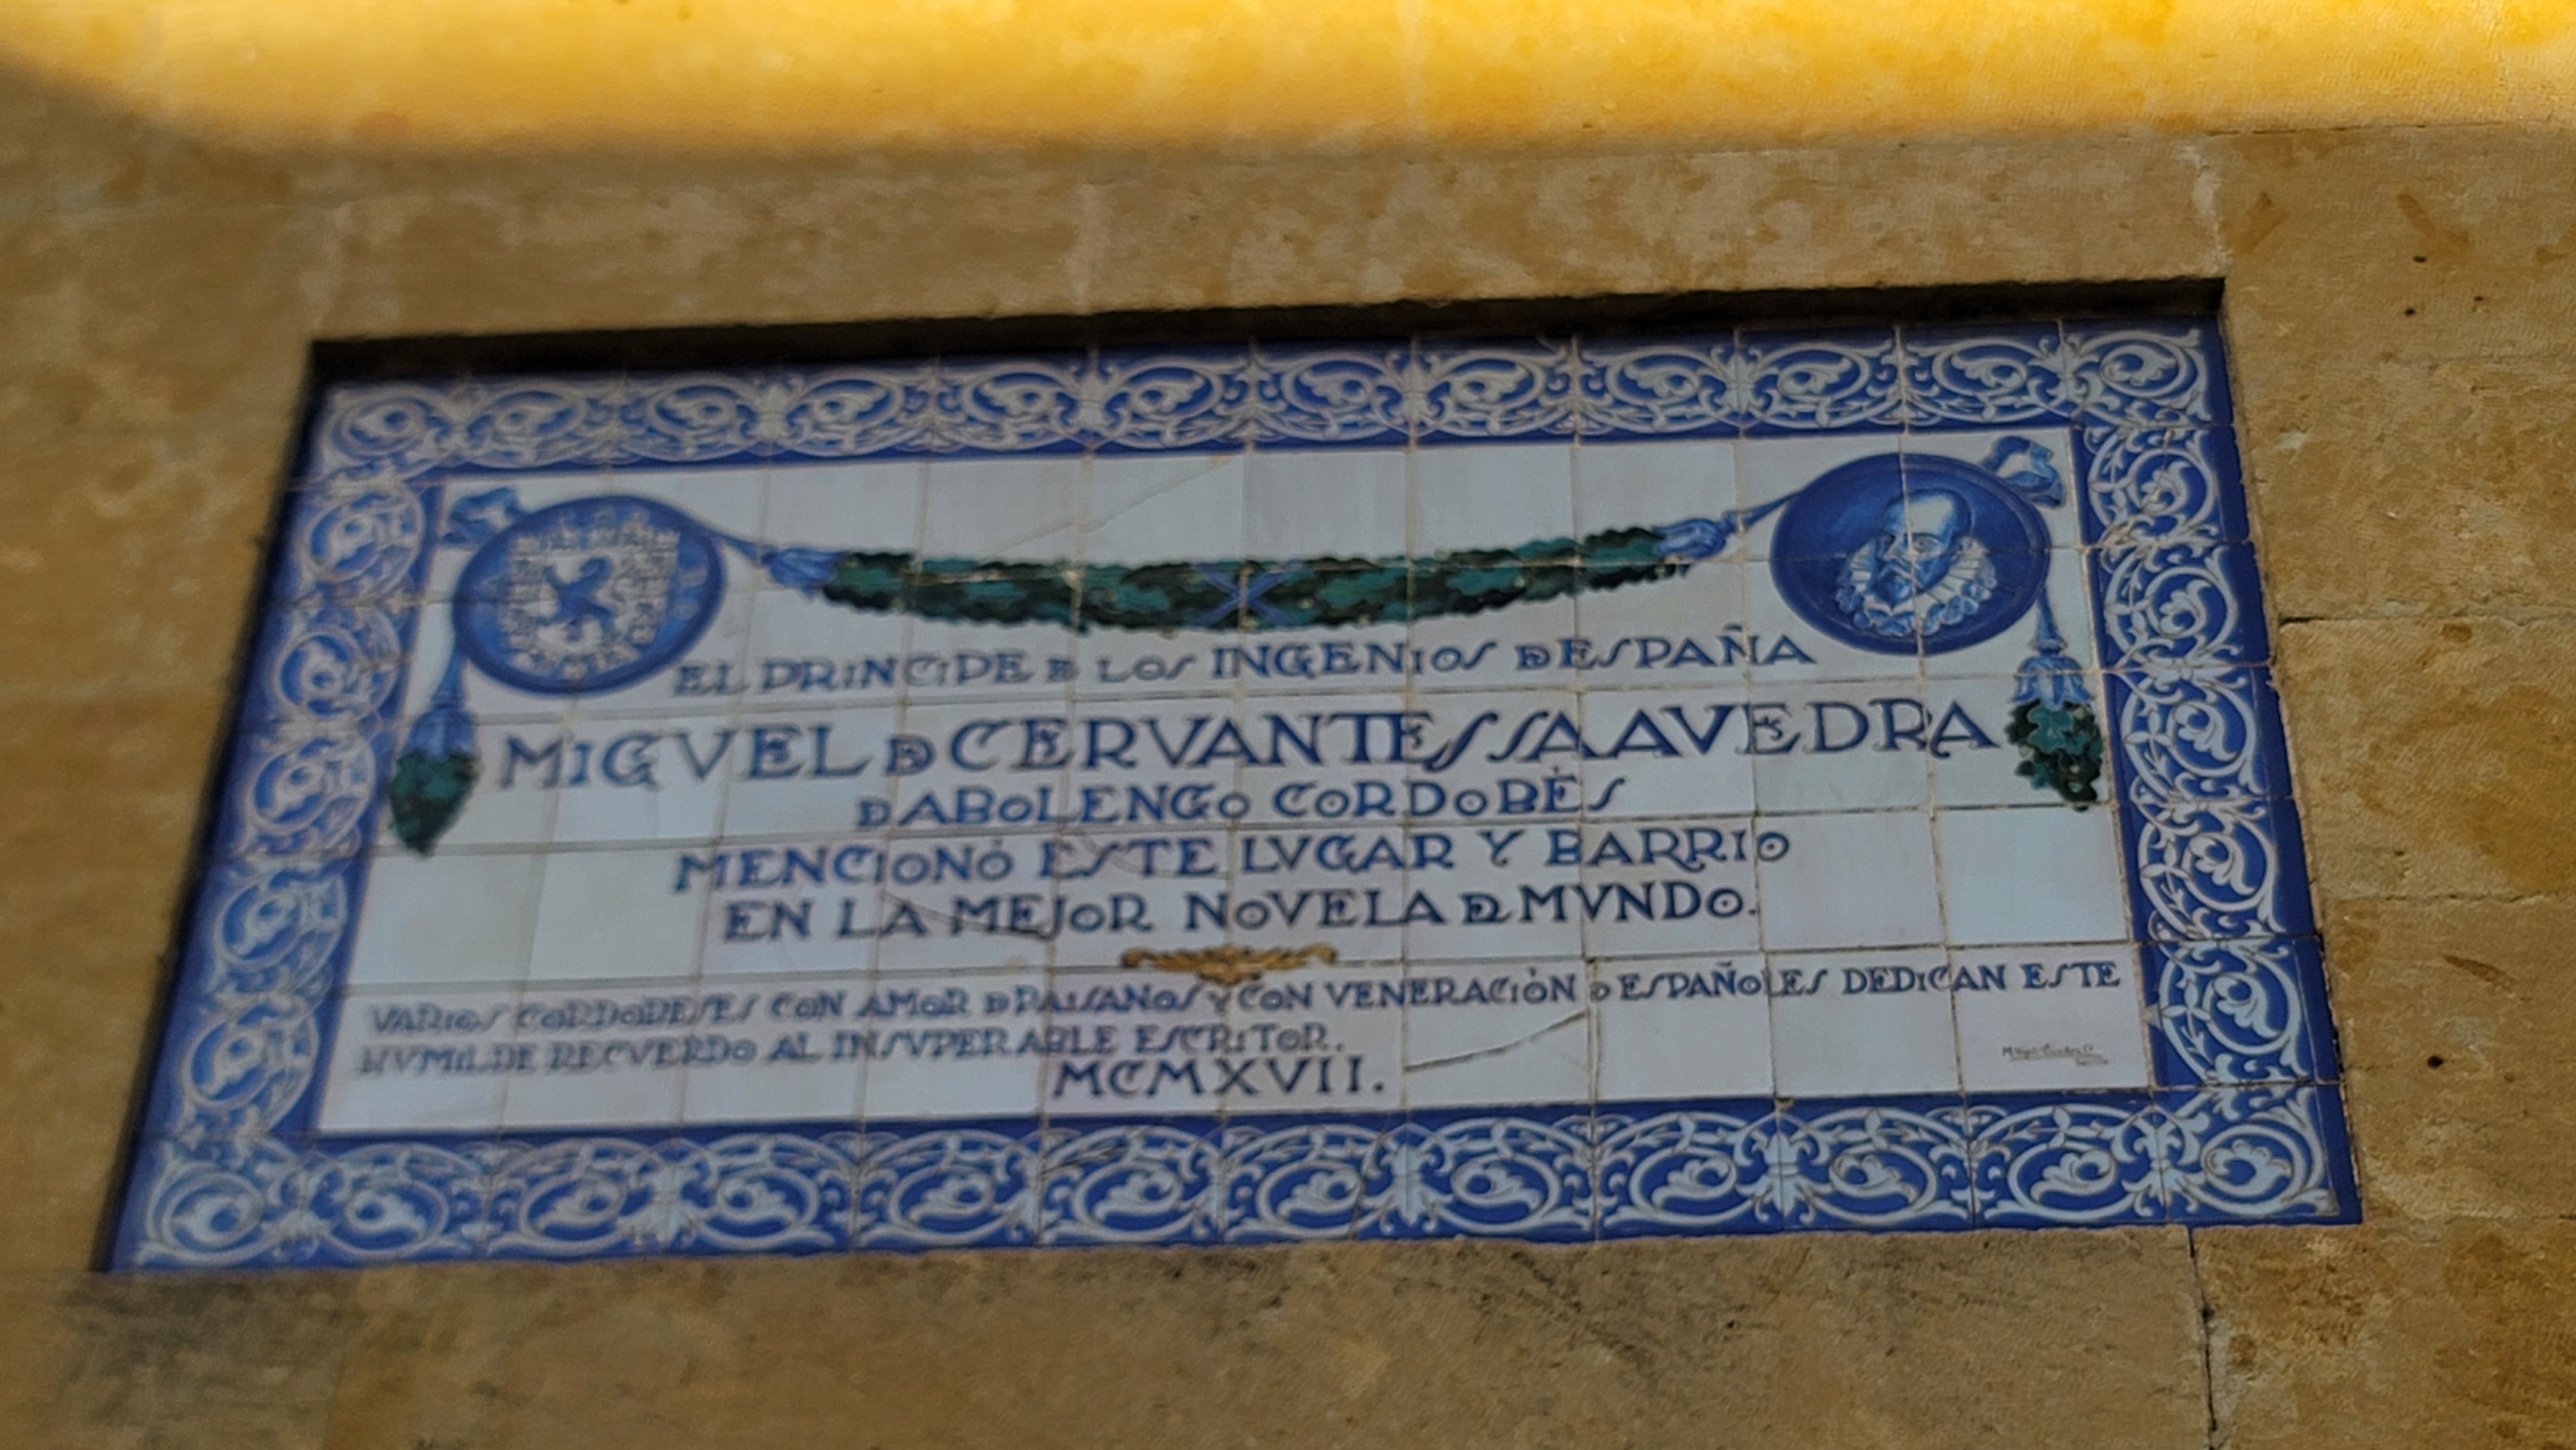 EL PRINCIPE DE LOS INGENIOS DE ESPAÑA
MIGVEL DE CERVANTES SAAVEDRA
DE ABOLENGO CORDOBÉS
MENCIONÓ ESTE LVGAR Y BARRIO
EN LA MEJOR NOVELA DEL MVNDO.
VARIOS CORDOBESES CON AMOR DE PAISANOS Y CON VENERACIÓN DE ESPAÑOLES DEDICAN ESTE
HVMILDE RECVERDO AL INSVPERABLE ESCRITOR.
MCMXVII.